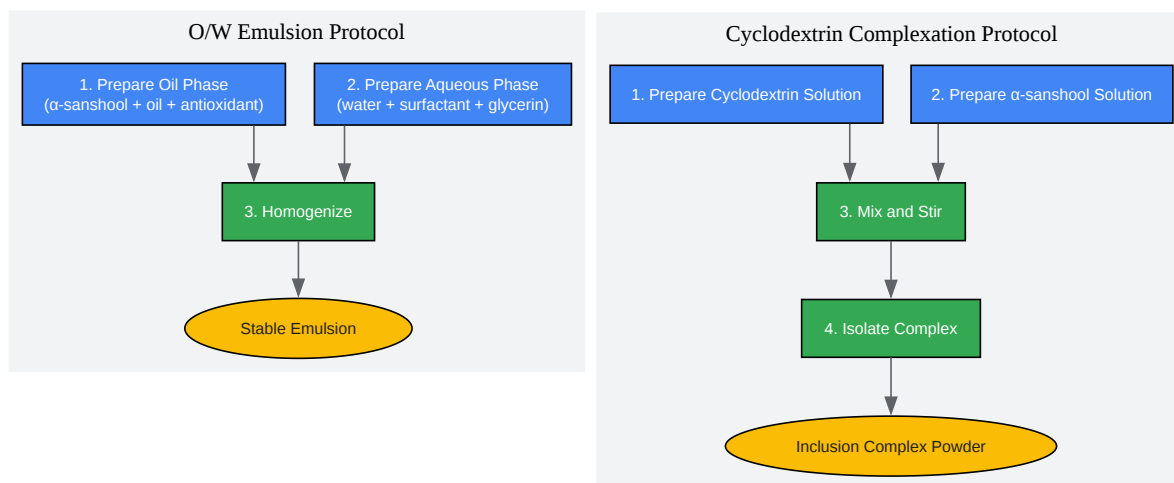 O/W Emulsion Protocol
1. Prepare Oil Phase
(α-sanshool + oil + antioxidant)
2. Prepare Aqueous Phase
(water + surfactant + glycerin)
3. Homogenize
Stable Emulsion
Cyclodextrin Complexation Protocol
1. Prepare Cyclodextrin Solution
2. Prepare α-sanshool Solution
3. Mix and Stir
4. Isolate Complex
Inclusion Complex Powder